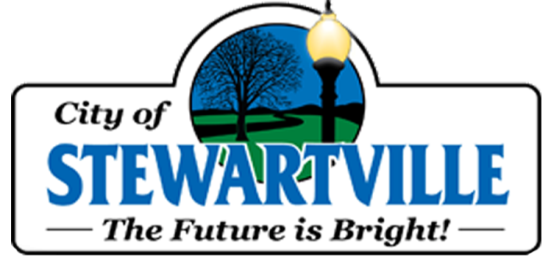 City of
STEWARTVILLE
The Future is Bright!